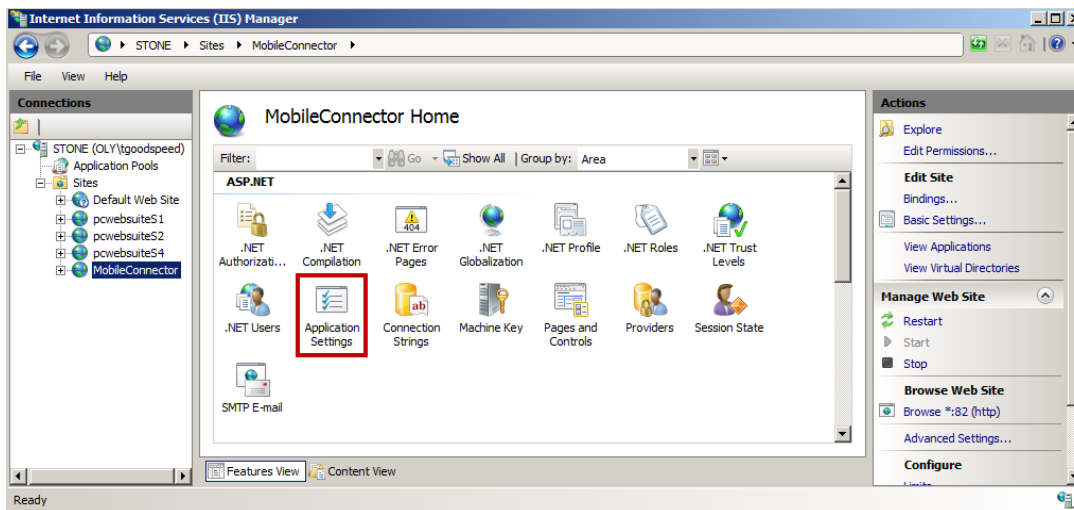 Internet Information Services (IIS) Manager
STONE Sites MobileConnector
File View Help
Connections
STONE (OLY\tgoodspeed)
Application Pools
Sites
Default Web Site
pcwebsuiteS1
pcwebsuiteS2
pcwebsuiteS4
MobileConnector
MobileConnector Home
Filter: Go Show All Group by: Area
ASP.NET
.NET Authorizati...
.NET Compilation
404
.NET Error Pages
.NET Globalization
.NET Profile
.NET Roles
.NET Trust Levels
.NET Users
Application Settings
ab
Connection Strings
Machine Key
Pages and Controls
Providers
Session State
SMTP E-mail
Features View Content View
Actions
Explore
Edit Permissions...
Edit Site
Bindings...
Basic Settings...
View Applications
View Virtual Directories
Manage Web Site
Restart
Start
Stop
Browse Web Site
Browse *:82 (http)
Advanced Settings...
Configure
Ready